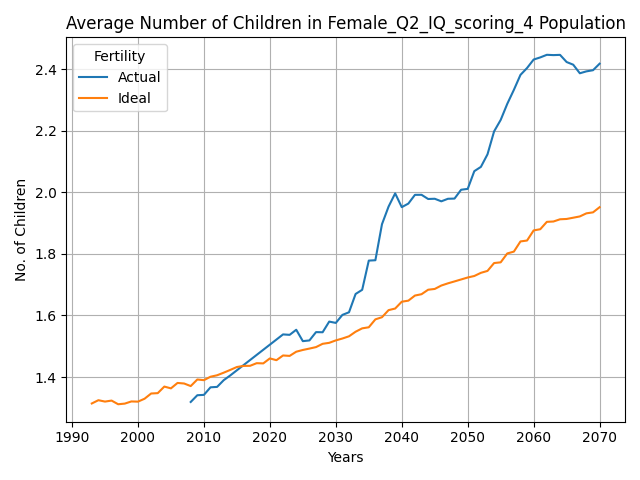 Average Number of Children in Female_Q2_IQ_scoring_4 Population
Fertility
Actual
Ideal
No. of Children
2.4
2.2
2.0
1.8
1.6
1.4
1990 2000 2010 2020 2030 2040 2050 2060 2070
Years